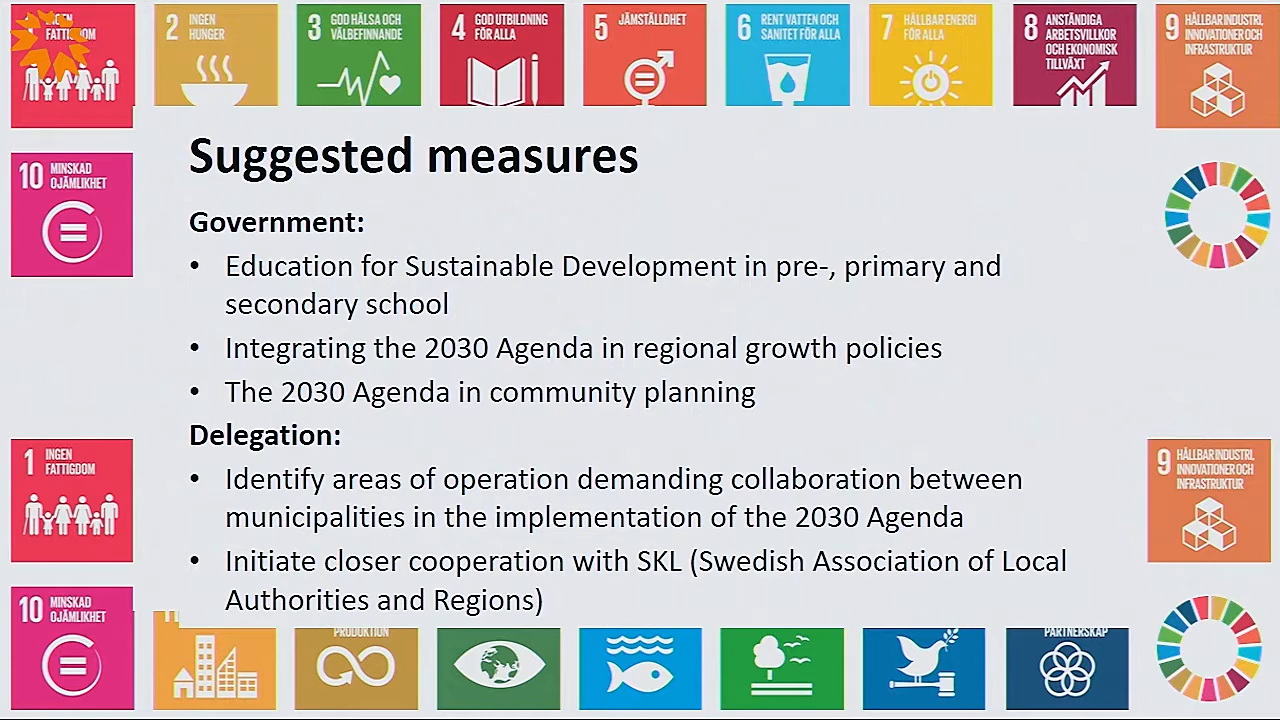 1 INGEN
FATTIGDOM
2 INGEN
HUNGER
3 GOD HÄLSA OCH
VÄLBEFINNANDE
4 GOD UTBILDNING
FÖR ALLA
5 JÄMSTÄLLDHET
6 RENT VATTEN OCH
SANITET FÖR ALLA
7 HÅLLBAR ENERGI
FÖR ALLA
8 ANSTÄNDIGA
ARBETSVILLKOR
OCH EKONOMISK
TILLVÄXT
9 HÅLLBAR INDUSTRI,
INNOVATIONER OCH
INFRASTRUKTUR
10 MINSKAD
OJÄMLIKHET
Suggested measures
Government:
• Education for Sustainable Development in pre-, primary and
secondary school
• Integrating the 2030 Agenda in regional growth policies
• The 2030 Agenda in community planning
Delegation:
• Identify areas of operation demanding collaboration between
municipalities in the implementation of the 2030 Agenda
• Initiate closer cooperation with SKL (Swedish Association of Local
Authorities and Regions)
1 INGEN
FATTIGDOM
9 HÅLLBAR INDUSTRI,
INNOVATIONER OCH
INFRASTRUKTUR
10 MINSKAD
OJÄMLIKHET
PRODUKTION
PARTNERSKAP